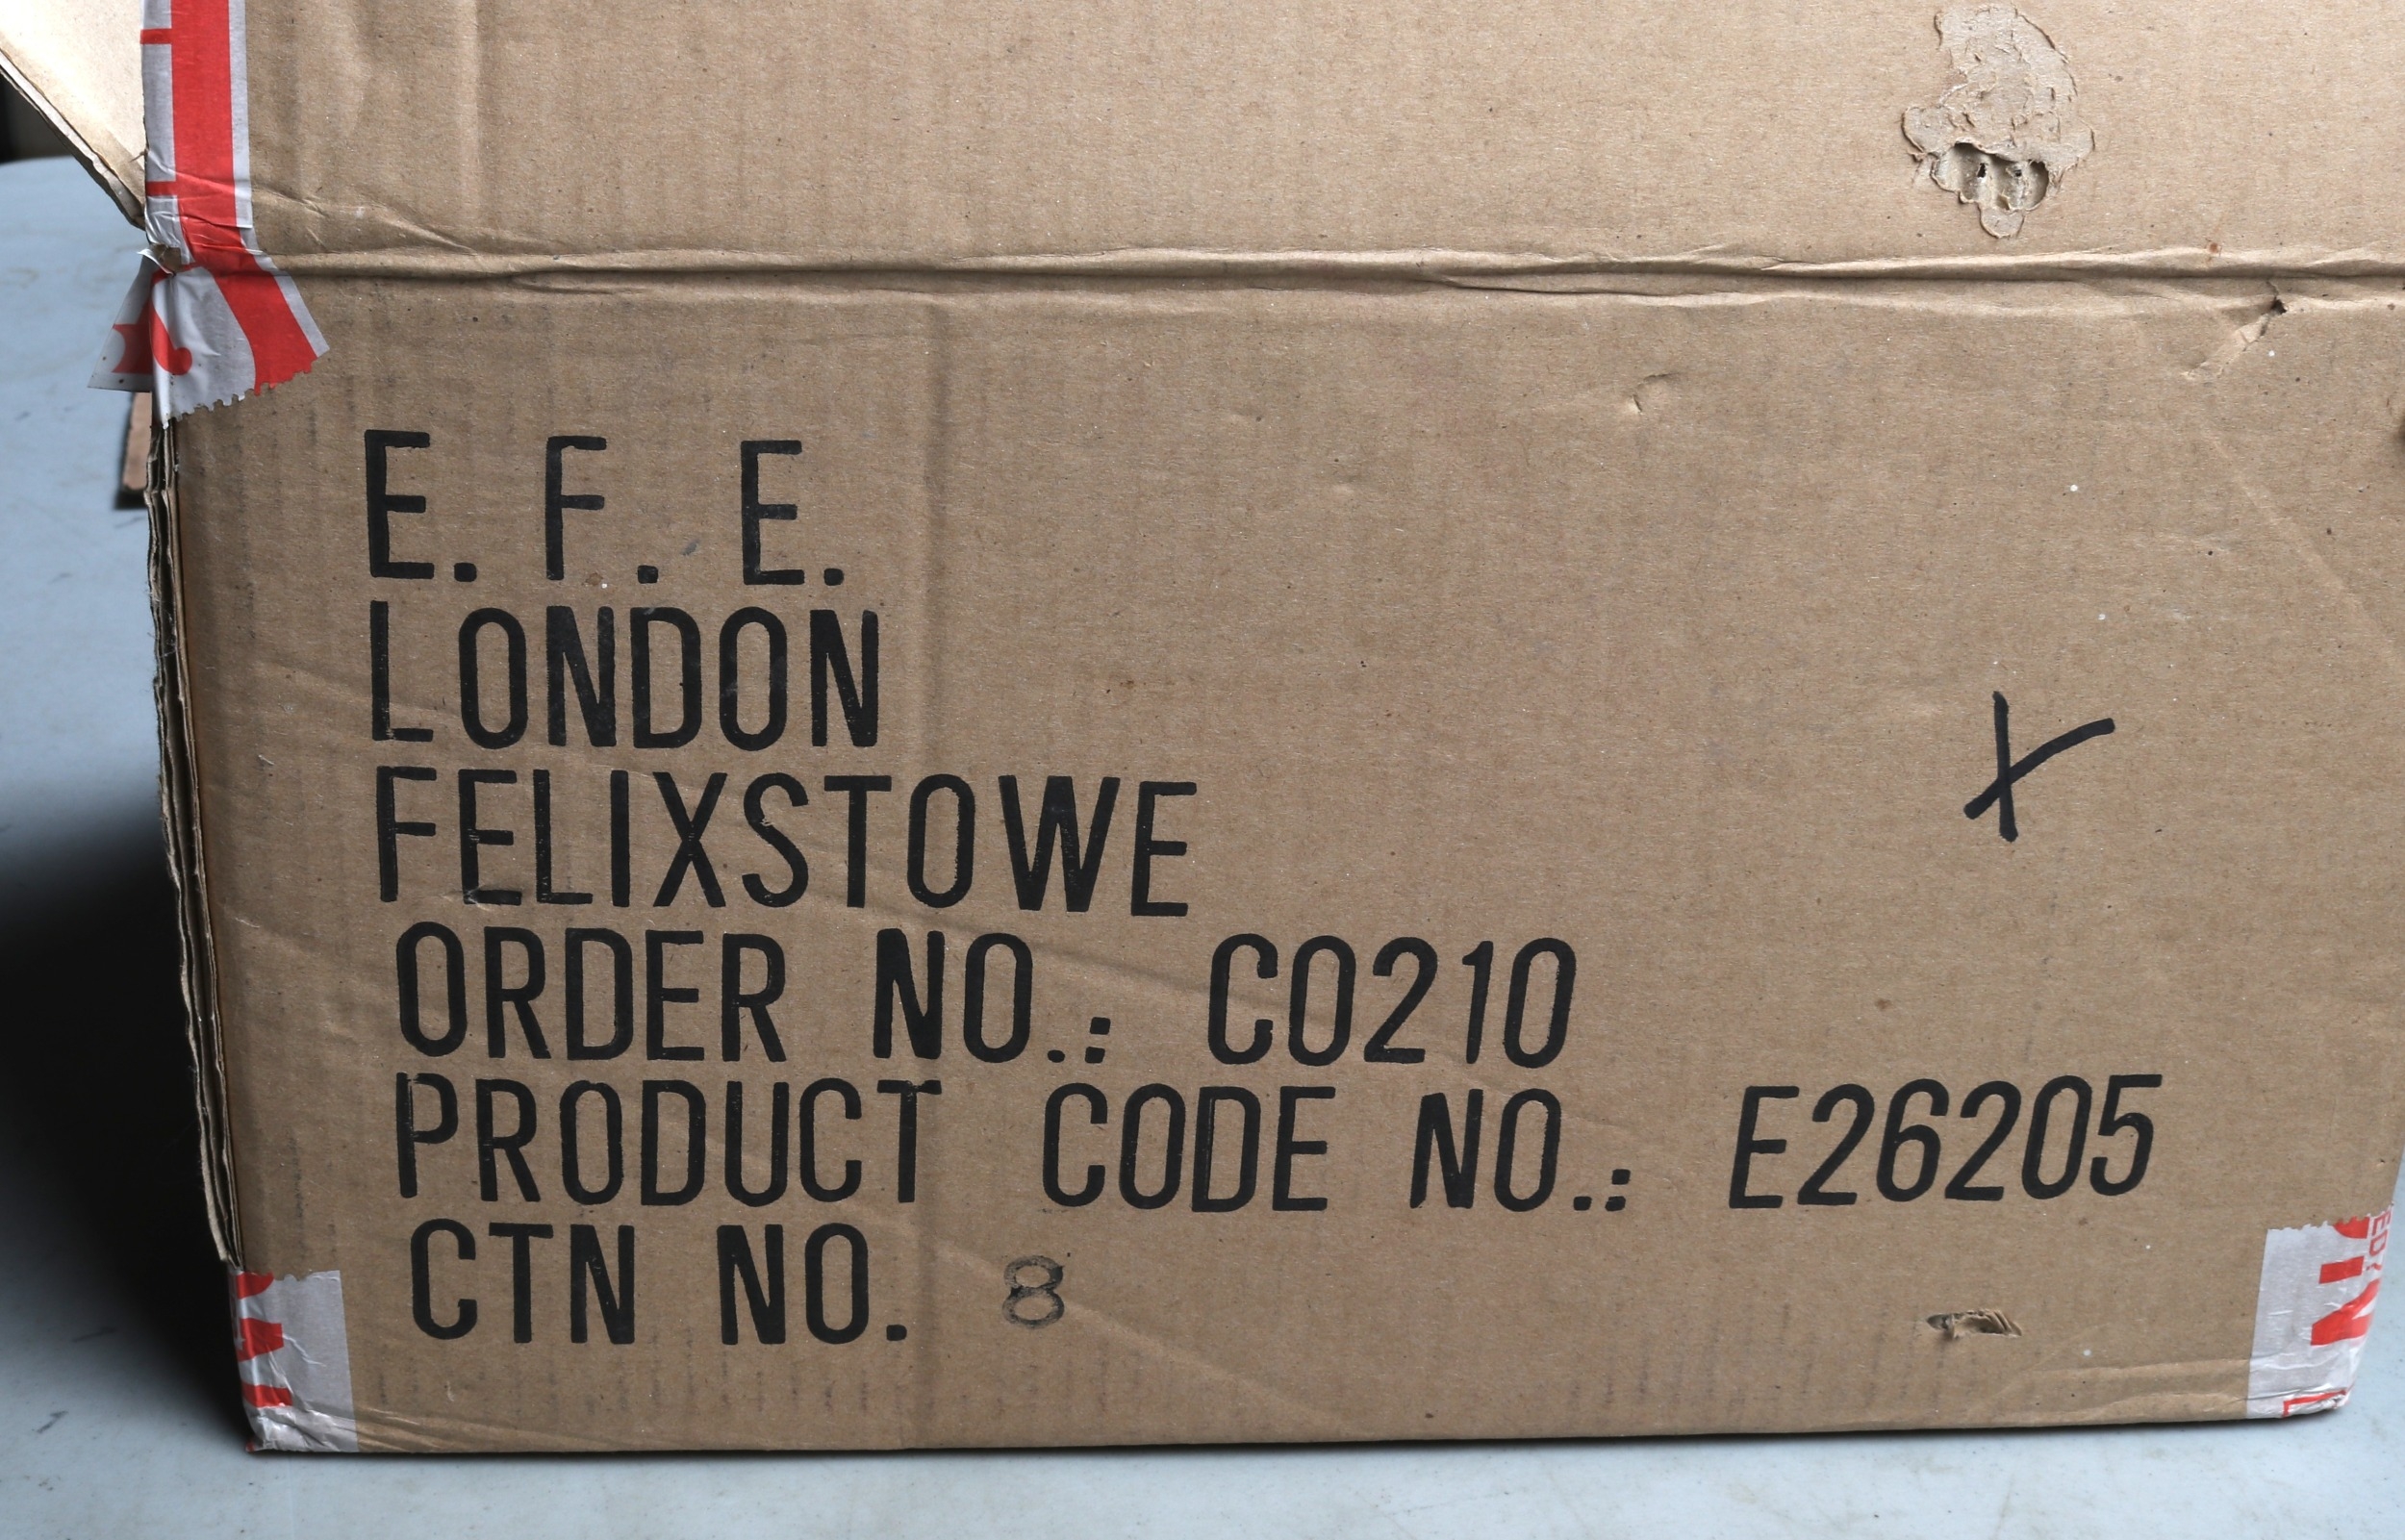 E. F. E.
LONDON
FELIXSTOWE
ORDER NO.: C0210
PRODUCT CODE NO.: E26205
CTN NO. 8
X